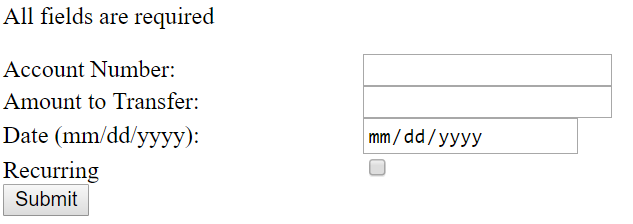 All fields are required
Account Number:
Amount to Transfer:
Date (mm/dd/yyyy): mm/dd/yyyy
Recurring
Submit